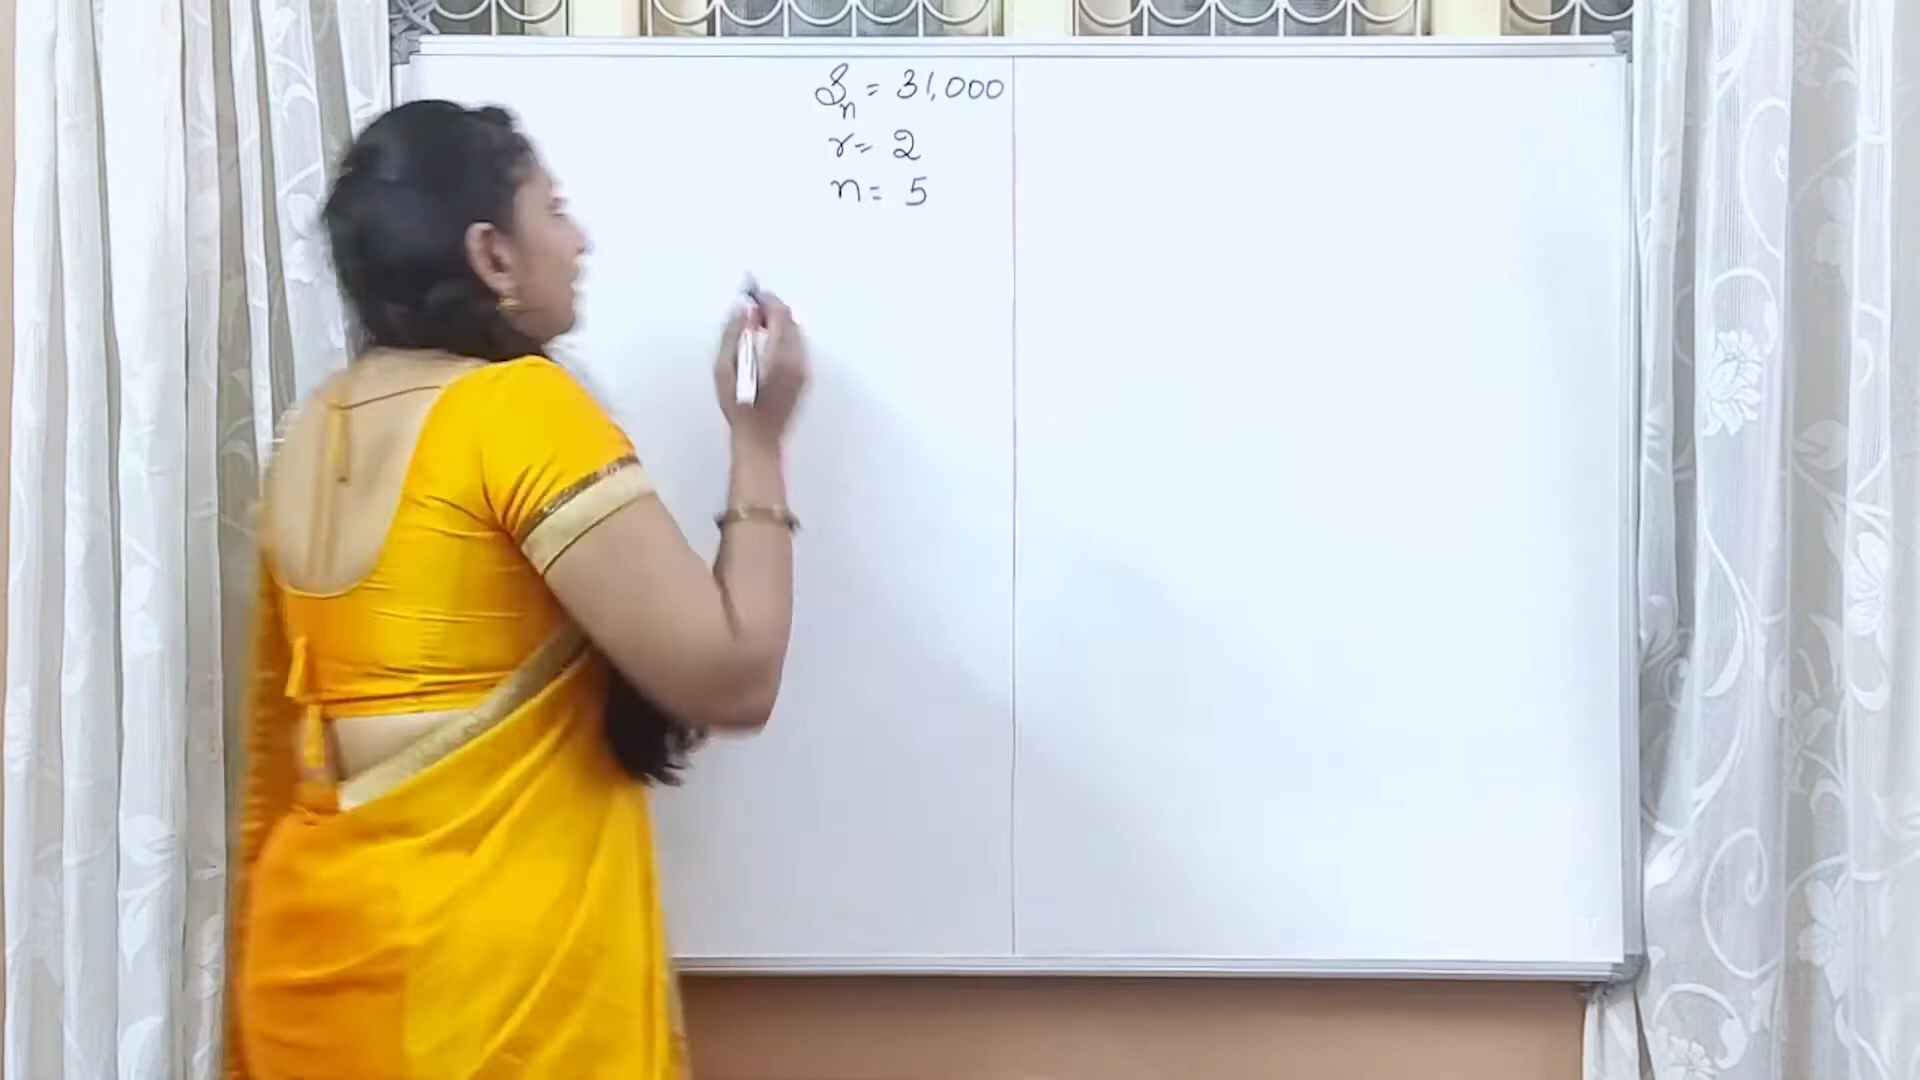 Sn = 31,000
r = 2
n = 5